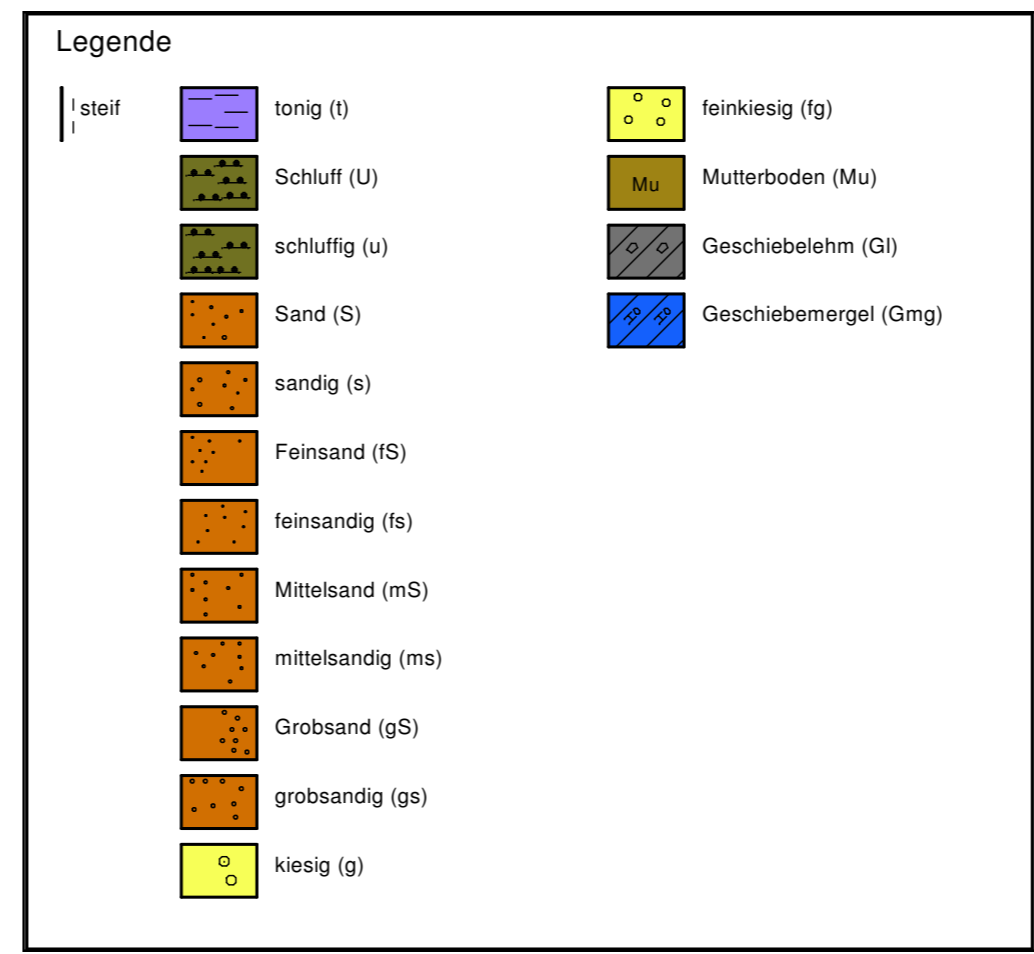 Legende
steif
tonig (t)
Schluff (U)
schluffig (u)
Sand (S)
sandig (s)
Feinsand (fS)
feinsandig (fs)
Mittelsand (mS)
mittelsandig (ms)
Grobsand (gS)
grobsandig (gs)
kiesig (g)
feinkiesig (fg)
Mu
Mutterboden (Mu)
Geschiebelehm (Gl)
Geschiebemergel (Gmg)